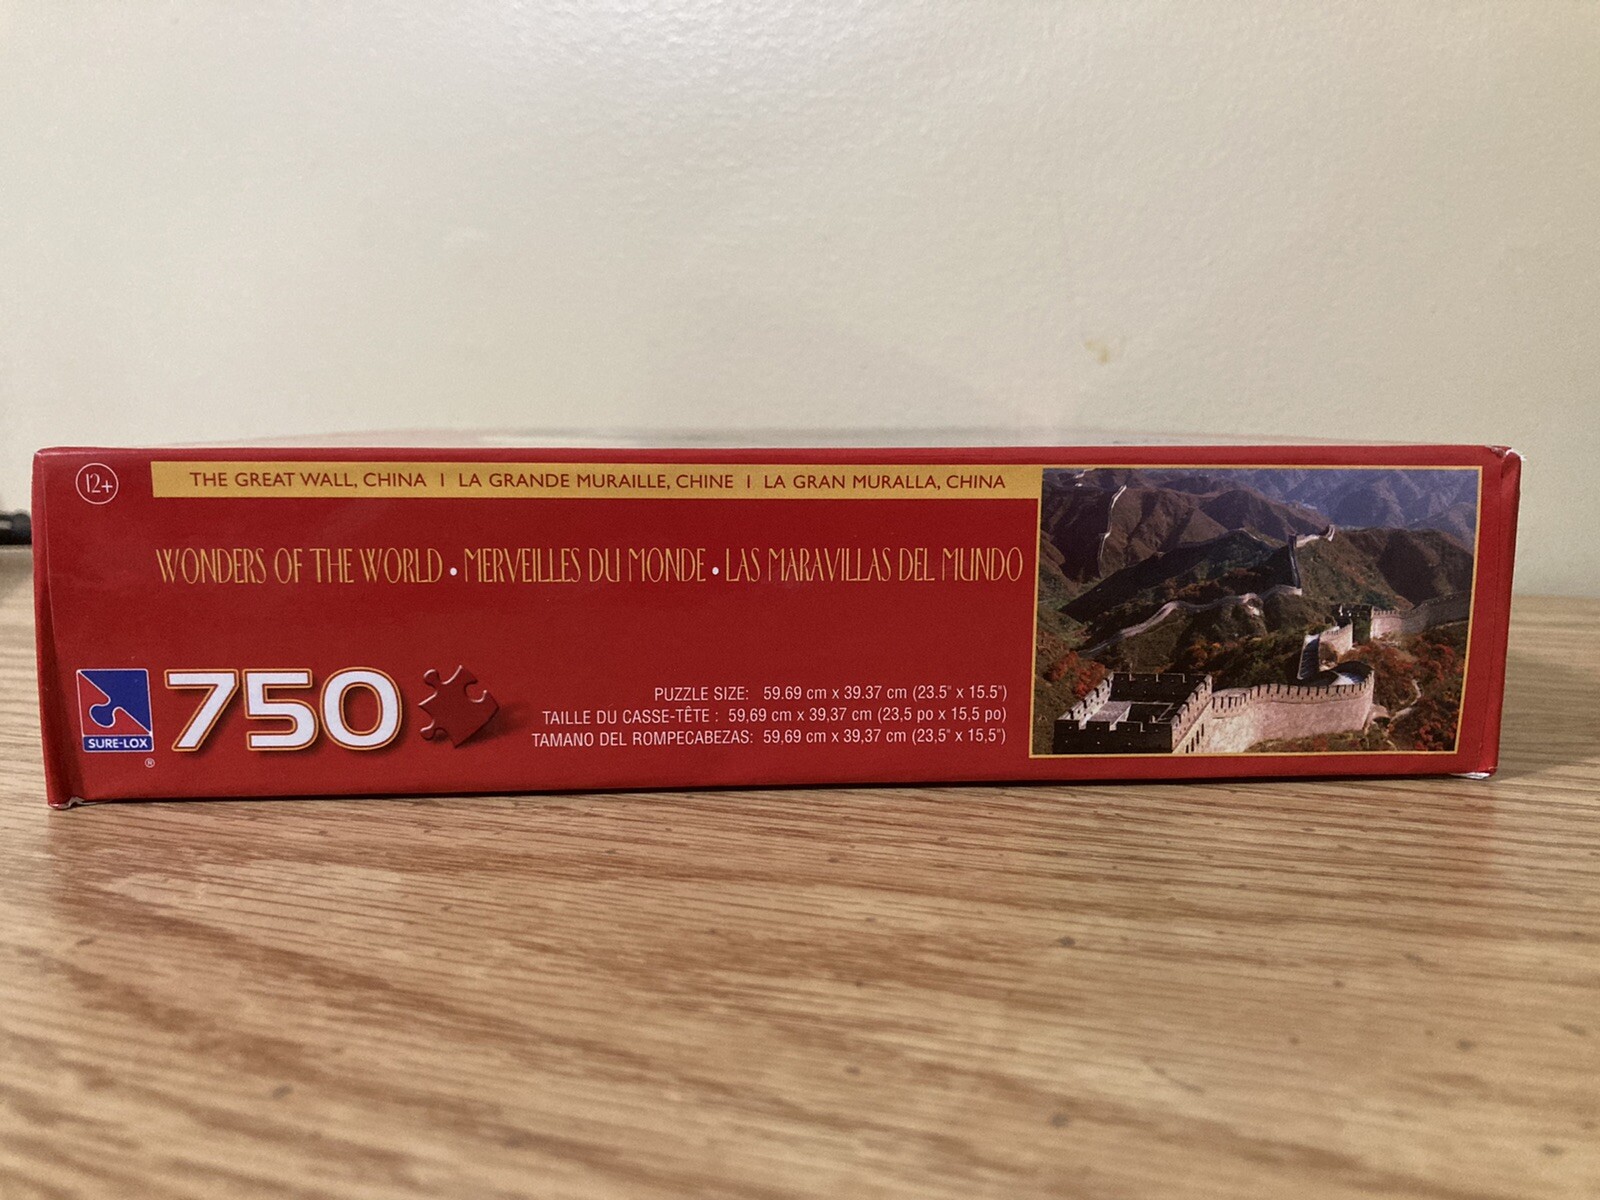 12+
THE GREAT WALL, CHINA I LA GRANDE MURAILLE, CHINE I LA GRAN MURALLA, CHINA
WONDERS OF THE WORLD • MERVEILLES DU MONDE • LAS MARAVILLAS DEL MUNDO
SURE-LOX
®
750
PUZZLE SIZE: 59.69 cm x 39.37 cm (23.5" x 15.5")
TAILLE DU CASSE-TÊTE : 59,69 cm x 39,37 cm (23,5 po x 15,5 po)
TAMANO DEL ROMPECABEZAS: 59,69 cm x 39,37 cm (23,5" x 15,5")